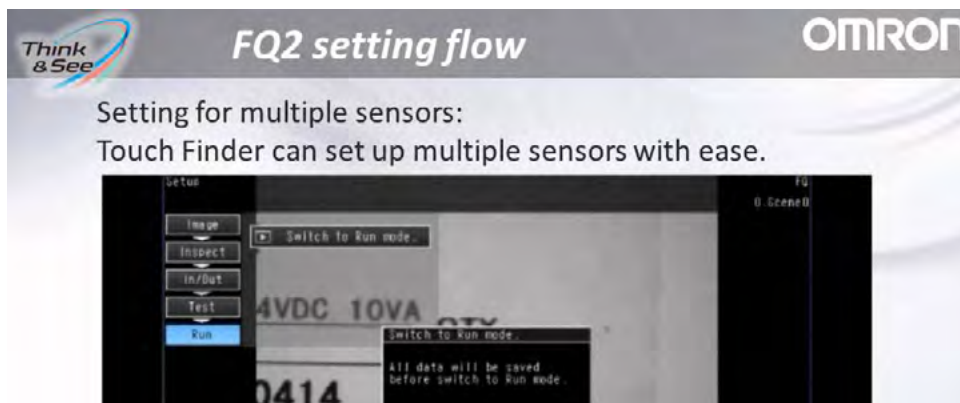 Think
& See
FQ2 setting flow
OMRON
Setting for multiple sensors:
Touch Finder can set up multiple sensors with ease.
Setup
FQ
0.Scene0
Image
Switch to Run mode.
Inspect
In/Out
Test
4VDC 10VA
QTY
Run
Switch to Run mode.
All data will be saved
before switch to Run mode.
0414